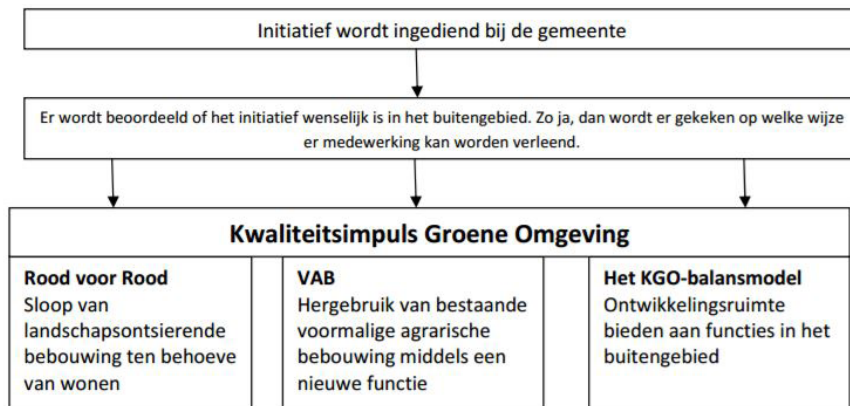 Initiatief wordt ingediend bij de gemeente
Er wordt beoordeeld of het initiatief wenselijk is in het buitengebied. Zo ja, dan wordt er gekeken op welke wijze
er medewerking kan worden verleend.
Kwaliteitsimpuls Groene Omgeving
Rood voor Rood
Sloop van
landschapsontsierende
bebouwing ten behoeve
van wonen
VAB
Hergebruik van bestaande
voormalige agrarische
bebouwing middels een
nieuwe functie
Het KGO-balansmodel
Ontwikkelingsruimte
bieden aan functies in het
buitengebied